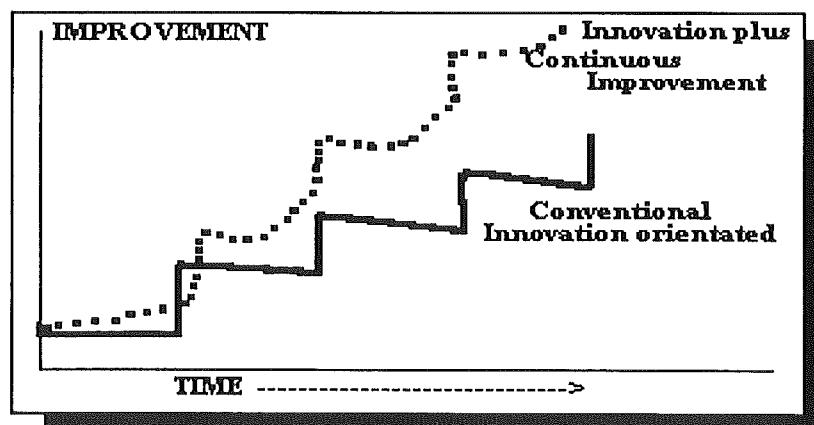 IMPROVEMENT
Innovation plus
Continuous
Improvement
Conventional
Innovation orientated
TIME ------------------------------>